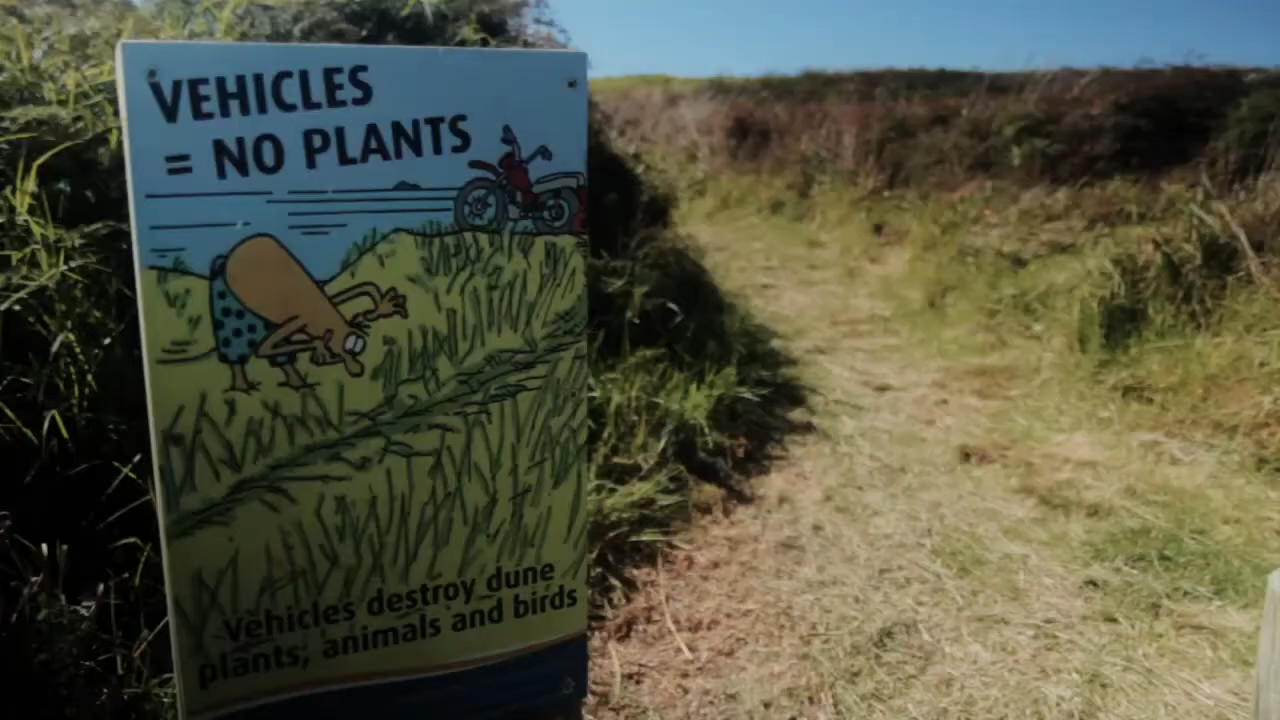 VEHICLES
= NO PLANTS
Vehicles destroy dune
plants, animals and birds